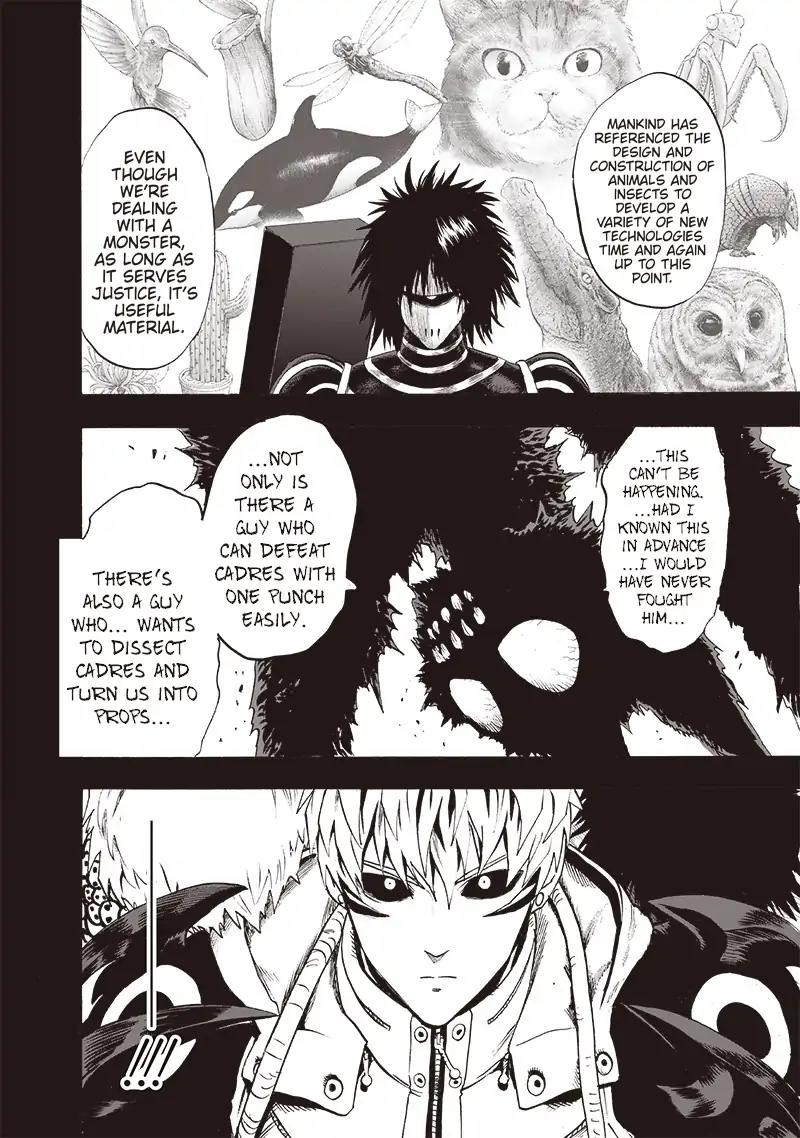 MANKIND HAS
REFERENCED THE
DESIGN AND
CONSTRUCTION OF
ANIMALS AND
INSECTS TO
DEVELOP A
VARIETY OF NEW
TECHNOLOGIES
TIME AND AGAIN
UP TO THIS
POINT.
EVEN
THOUGH
WE'RE
DEALING
WITH A
MONSTER,
AS LONG AS
IT SERVES
JUSTICE, IT'S
USEFUL
MATERIAL.
...THIS
CAN'T BE
HAPPENING.
...HAD I
KNOWN THIS
IN ADVANCE
...I WOULD
HAVE NEVER
FOUGHT
HIM...
...NOT
ONLY IS
THERE A
GUY WHO
CAN DEFEAT
CADRES WITH
ONE PUNCH
EASILY.
THERE'S
ALSO A GUY
WHO... WANTS
TO DISSECT
CADRES AND
TURN US INTO
PROPS...
!!!